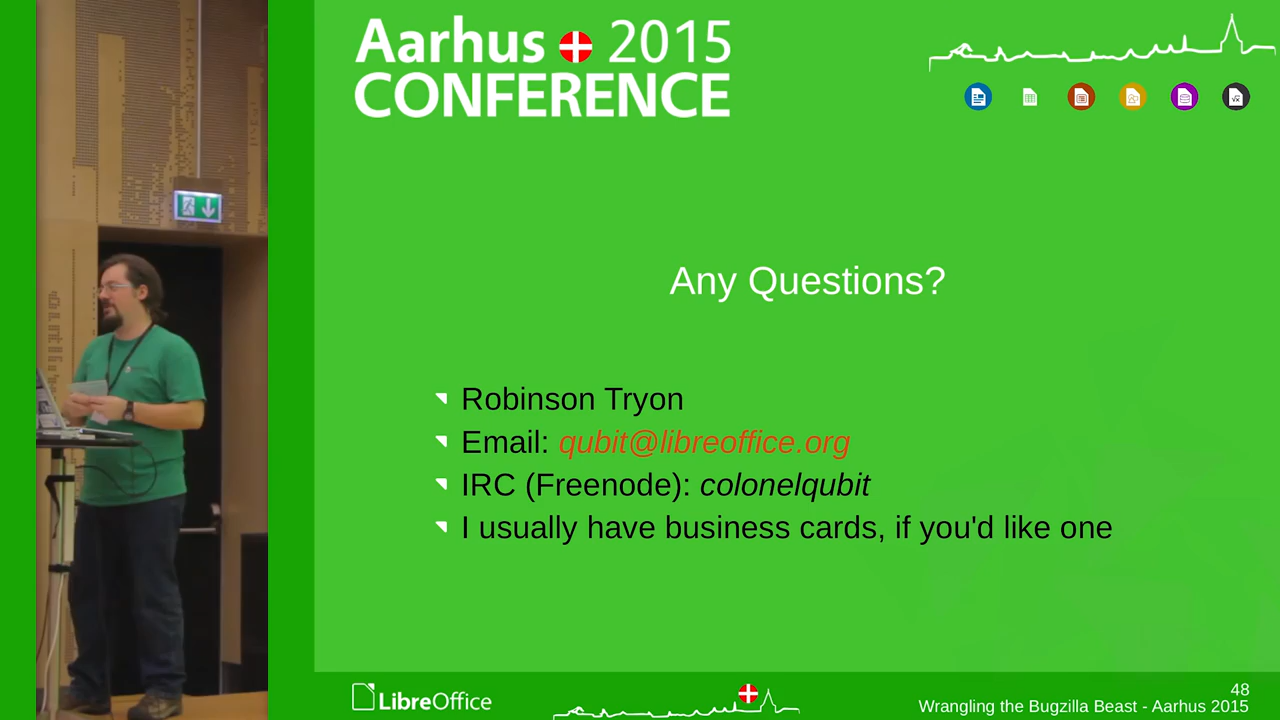 Aarhus 2015
CONFERENCE
Any Questions?
Robinson Tryon
Email: qubit@libreoffice.org
IRC (Freenode): colonelqubit
I usually have business cards, if you'd like one
LibreOffice
48
Wrangling the Bugzilla Beast - Aarhus 2015